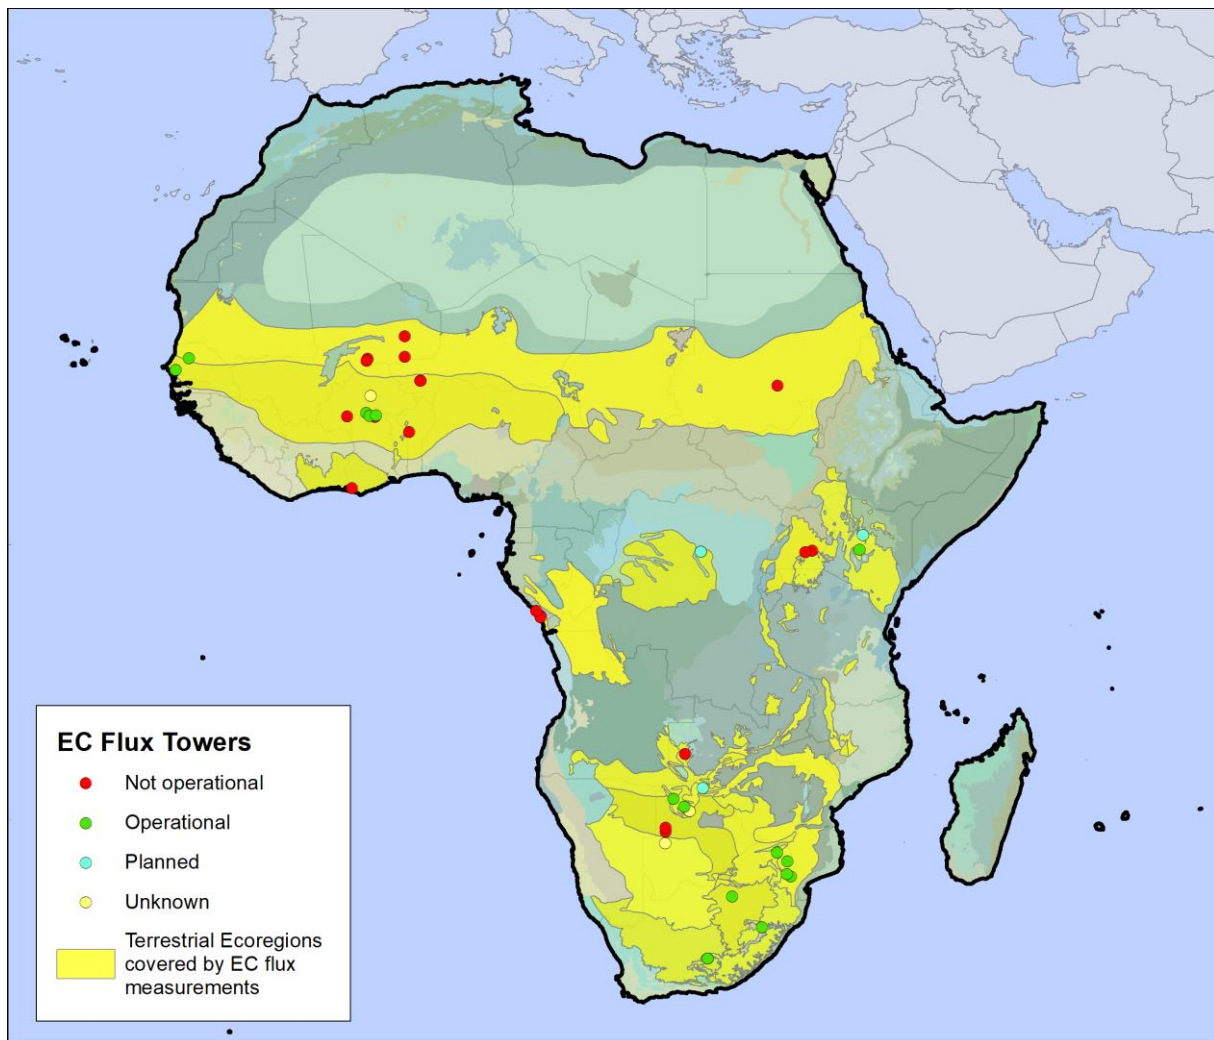 EC Flux Towers
Not operational
Operational
Planned
Unknown
Terrestrial Ecoregions
covered by EC flux
measurements